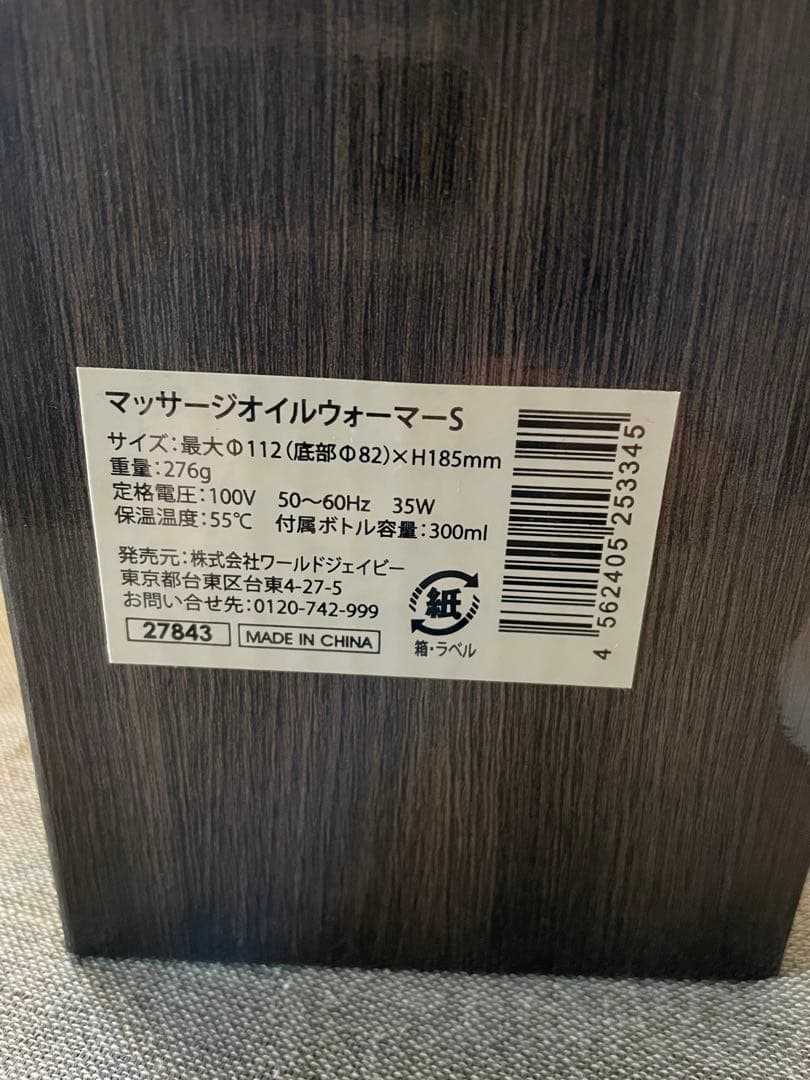 マッサージオイルウォーマーS
サイズ:最大Φ112(底部Φ82)×H185mm
重量:276g
定格電圧:100V 50～60Hz 35W
保温温度:55℃ 付属ボトル容量:300ml
発売元:株式会社ワールドジェイビー
東京都台東区台東4-27-5
お問い合せ先:0120-742-999
27843 MADE IN CHINA
紙
箱・ラベル
4 562405 253345